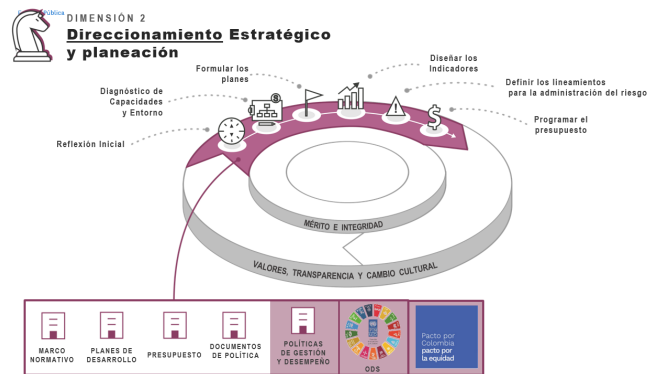 Pública
DIMENSIÓN 2
Direccionamiento Estratégico
y planeación
Diseñar los
Indicadores
Formular los
planes
Definir los lineamientos
para la administración del riesgo
Diagnóstico de
Capacidades
y Entorno
Programar el
presupuesto
Reflexión Inicial
MÉRITO E INTEGRIDAD
VALORES, TRANSPARENCIA Y CAMBIO CULTURAL
MARCO
NORMATIVO
PLANES DE
DESARROLLO
PRESUPUESTO
DOCUMENTOS
DE POLÍTICA
POLÍTICAS
DE GESTIÓN
Y DESEMPEÑO
ODS
Pacto por
Colombia
pacto por
la equidad